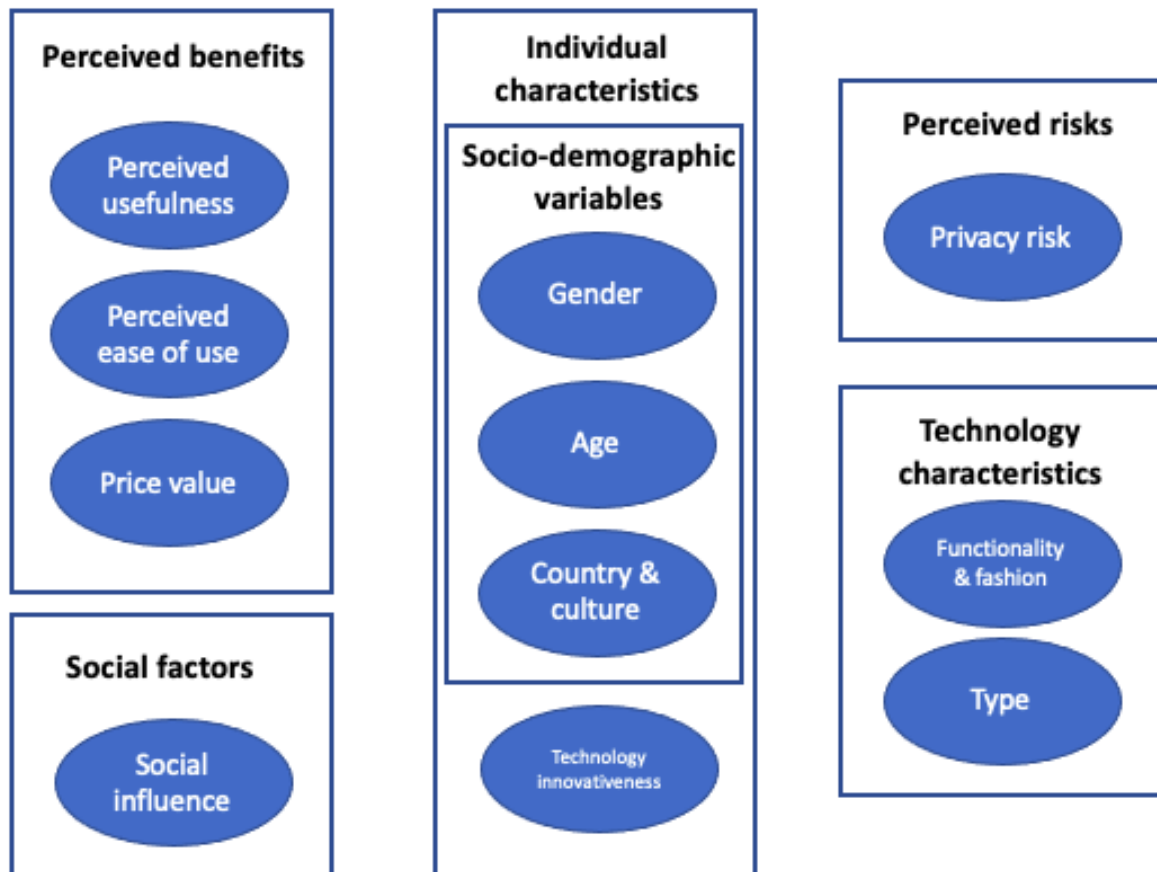 Perceived benefits
Perceived
usefulness
Perceived
ease of use
Price value
Social factors
Social
influence
Individual
characteristics
Socio-demographic
variables
Gender
Age
Country &
culture
Technology
innovativeness
Perceived risks
Privacy risk
Technology
characteristics
Functionality
& fashion
Type